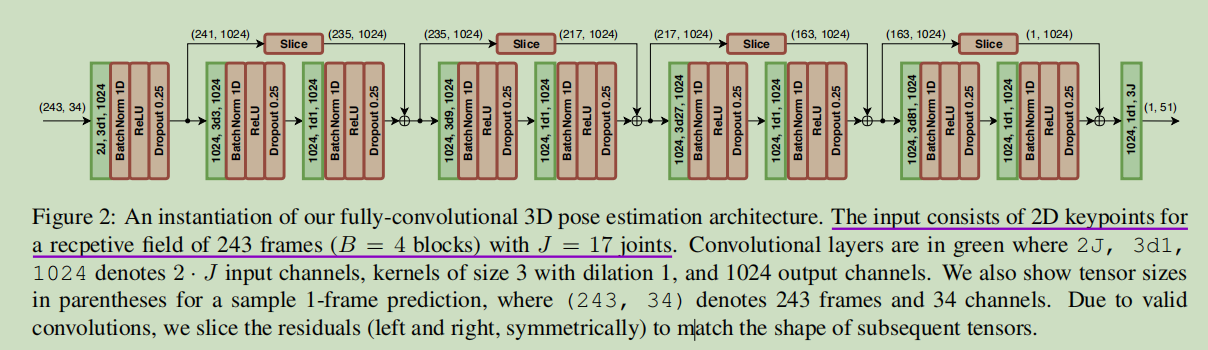 (241, 1024) Slice (235, 1024) (235, 1024) Slice (217, 1024) (217, 1024) Slice (163, 1024) (163, 1024) Slice (1, 1024)
(243, 34)
2J, 3d1, 1024
BatchNorm 1D
ReLU
Dropout 0.25
1024, 3d3, 1024
BatchNorm 1D
ReLU
Dropout 0.25
1024, 1d1, 1024
BatchNorm 1D
ReLU
Dropout 0.25
1024, 3d9, 1024
BatchNorm 1D
ReLU
Dropout 0.25
1024, 1d1, 1024
BatchNorm 1D
ReLU
Dropout 0.25
1024, 3d27, 1024
BatchNorm 1D
ReLU
Dropout 0.25
1024, 1d1, 1024
BatchNorm 1D
ReLU
Dropout 0.25
1024, 3d81, 1024
BatchNorm 1D
ReLU
Dropout 0.25
1024, 1d1, 1024
BatchNorm 1D
ReLU
Dropout 0.25
1024, 1d1, 3J
(1, 51)
Figure 2: An instantiation of our fully-convolutional 3D pose estimation architecture. The input consists of 2D keypoints for
a recpetive field of 243 frames (B = 4 blocks) with J = 17 joints. Convolutional layers are in green where 2J, 3d1,
1024 denotes 2 · J input channels, kernels of size 3 with dilation 1, and 1024 output channels. We also show tensor sizes
in parentheses for a sample 1-frame prediction, where (243, 34) denotes 243 frames and 34 channels. Due to valid
convolutions, we slice the residuals (left and right, symmetrically) to match the shape of subsequent tensors.